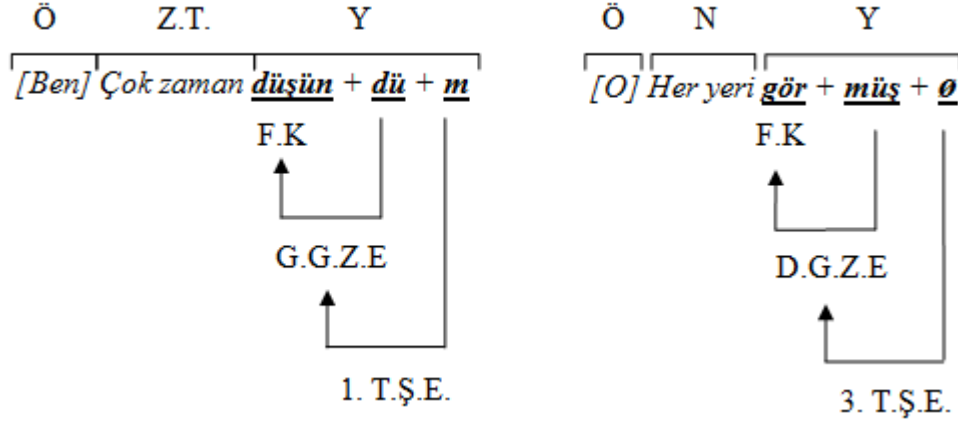 Ö Z.T. Y
[Ben] Çok zaman düşün + dü + m
F.K
G.G.Z.E
1. T.Ş.E.
Ö N Y
[O] Her yeri gör + müş + ø
F.K
D.G.Z.E
3. T.Ş.E.